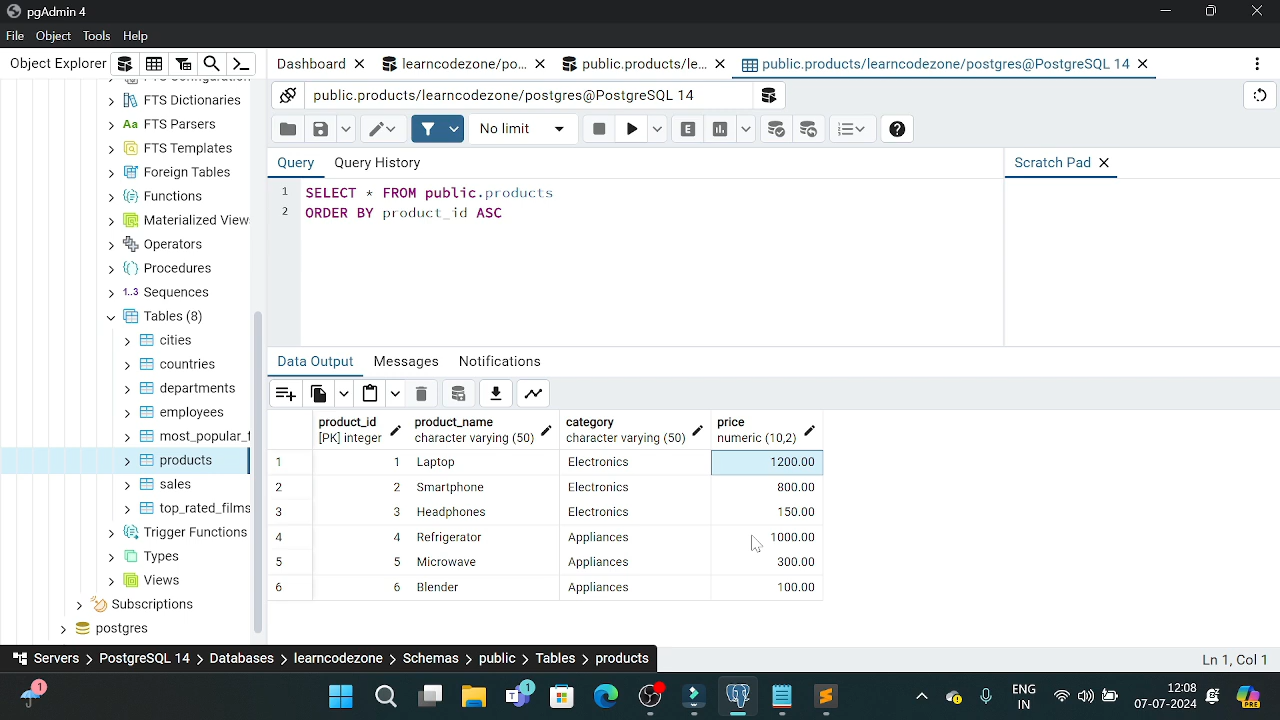 pgAdmin 4
File Object Tools Help
Object Explorer
Dashboard
learncodezone/po...
public.products/le...
public.products/learncodezone/postgres@PostgreSQL 14
FTS Dictionaries
FTS Parsers
FTS Templates
Foreign Tables
Functions
Materialized View
Operators
Procedures
1..3 Sequences
Tables (8)
cities
countries
departments
employees
most_popular_f
products
sales
top_rated_films
Trigger Functions
Types
Views
Subscriptions
postgres
public.products/learncodezone/postgres@PostgreSQL 14
No limit
E
Query Query History
Scratch Pad
1 SELECT * FROM public.products
2 ORDER BY product_id ASC
Data Output Messages Notifications
product_id product_name category price
[PK] integer character varying (50) character varying (50) numeric (10,2)
1 1 Laptop Electronics 1200.00
2 2 Smartphone Electronics 800.00
3 3 Headphones Electronics 150.00
4 4 Refrigerator Appliances 1000.00
5 5 Microwave Appliances 300.00
6 6 Blender Appliances 100.00
Servers > PostgreSQL 14 > Databases > learncodezone > Schemas > public > Tables > products
Ln 1, Col 1
1
1
ENG
IN
12:08
07-07-2024
PRE